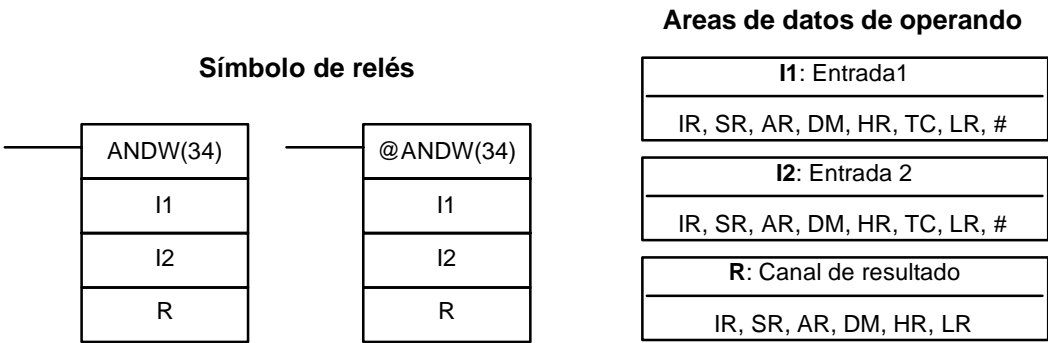 Areas de datos de operando
Símbolo de relés
ANDW(34)
I1
I2
R
@ANDW(34)
I1
I2
R
I1: Entrada1
IR, SR, AR, DM, HR, TC, LR, #
I2: Entrada 2
IR, SR, AR, DM, HR, TC, LR, #
R: Canal de resultado
IR, SR, AR, DM, HR, LR